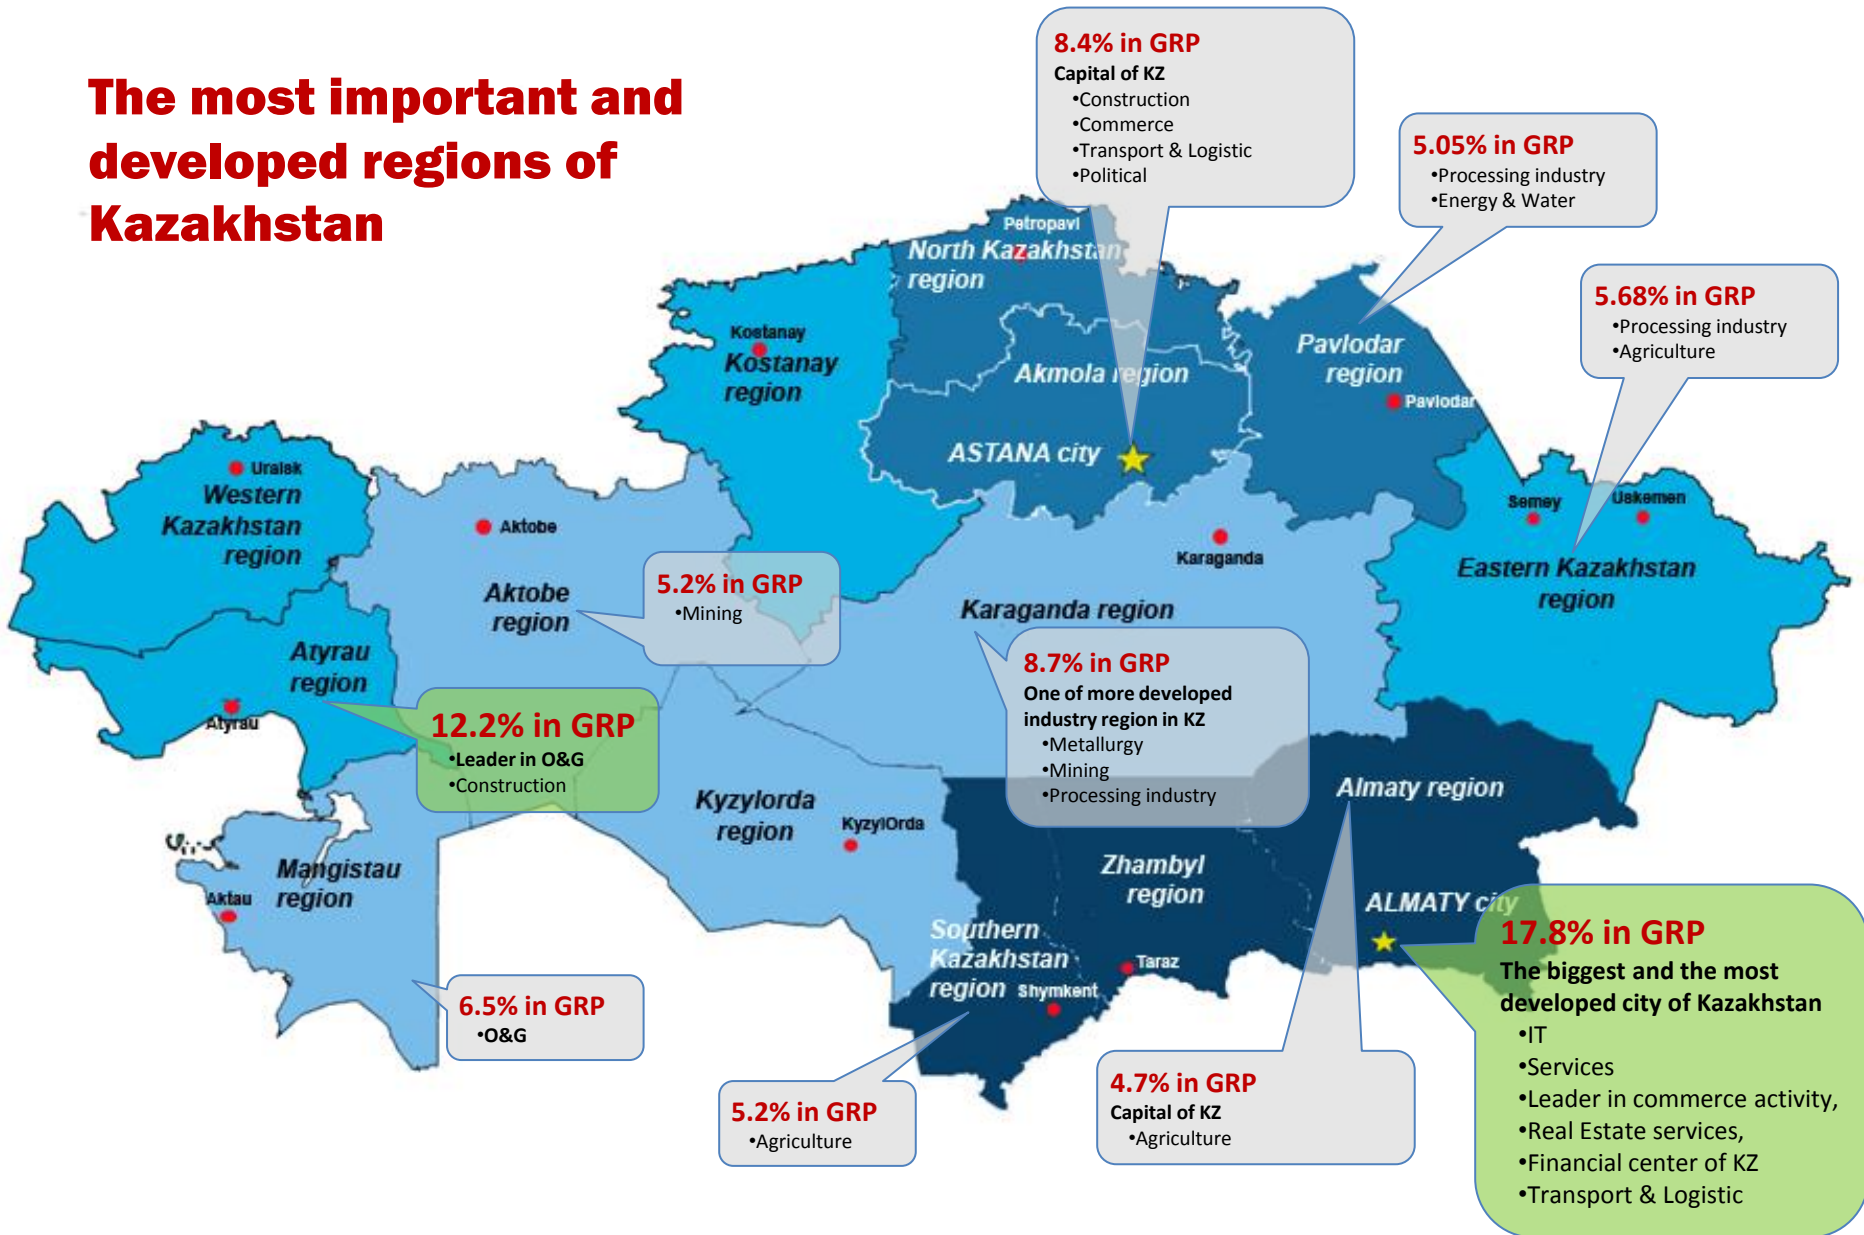 The most important and
developed regions of
Kazakhstan
8.4% in GRP
Capital of KZ
•Construction
•Commerce
•Transport & Logistic
•Political
5.05% in GRP
•Processing industry
•Energy & Water
5.68% in GRP
•Processing industry
•Agriculture
Petropavl
North Kazakhstan
region
Kostanay
Kostanay
region
Akmola region
ASTANA city
Pavlodar
region
Pavlodar
Uralsk
Western
Kazakhstan
region
Aktobe
Aktobe
region
5.2% in GRP
•Mining
Karaganda
Karaganda region
Semey
Uskemen
Eastern Kazakhstan
region
Atyrau
region
Atyrau
12.2% in GRP
•Leader in O&G
•Construction
8.7% in GRP
One of more developed
industry region in KZ
•Metallurgy
•Mining
•Processing industry
Kyzylorda
region
KyzylOrda
Almaty region
Mangistau
region
Aktau
Zhambyl
region
Taraz
ALMATY city
Southern
Kazakhstan
region
Shymkent
6.5% in GRP
•O&G
5.2% in GRP
•Agriculture
4.7% in GRP
Capital of KZ
•Agriculture
17.8% in GRP
The biggest and the most
developed city of Kazakhstan
•IT
•Services
•Leader in commerce activity,
•Real Estate services,
•Financial center of KZ
•Transport & Logistic